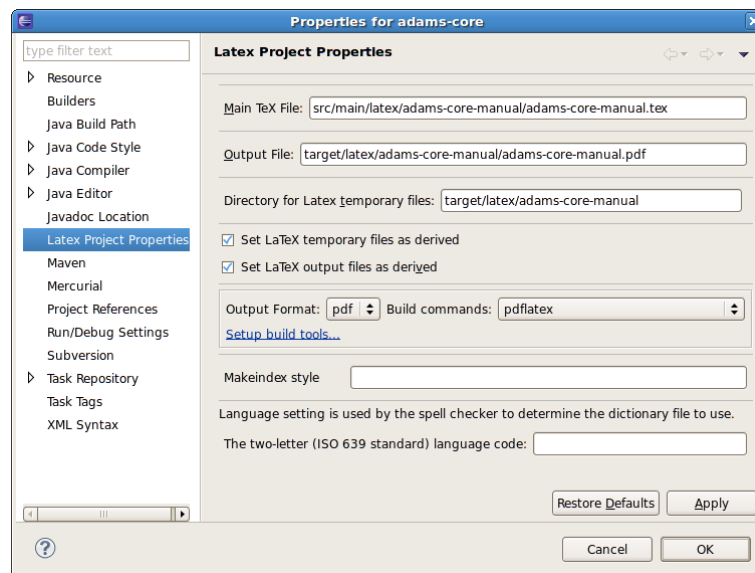 Properties for adams-core
type filter text
Resource
Builders
Java Build Path
Java Code Style
Java Compiler
Java Editor
Javadoc Location
Latex Project Properties
Maven
Mercurial
Project References
Run/Debug Settings
Subversion
Task Repository
Task Tags
XML Syntax
Latex Project Properties
Main TeX File: src/main/latex/adams-core-manual/adams-core-manual.tex
Output File: target/latex/adams-core-manual/adams-core-manual.pdf
Directory for Latex temporary files: target/latex/adams-core-manual
Set LaTeX temporary files as derived
Set LaTeX output files as derived
Output Format: pdf Build commands: pdflatex
Setup build tools...
Makeindex style
Language setting is used by the spell checker to determine the dictionary file to use.
The two-letter (ISO 639 standard) language code:
Restore Defaults Apply
? Cancel OK